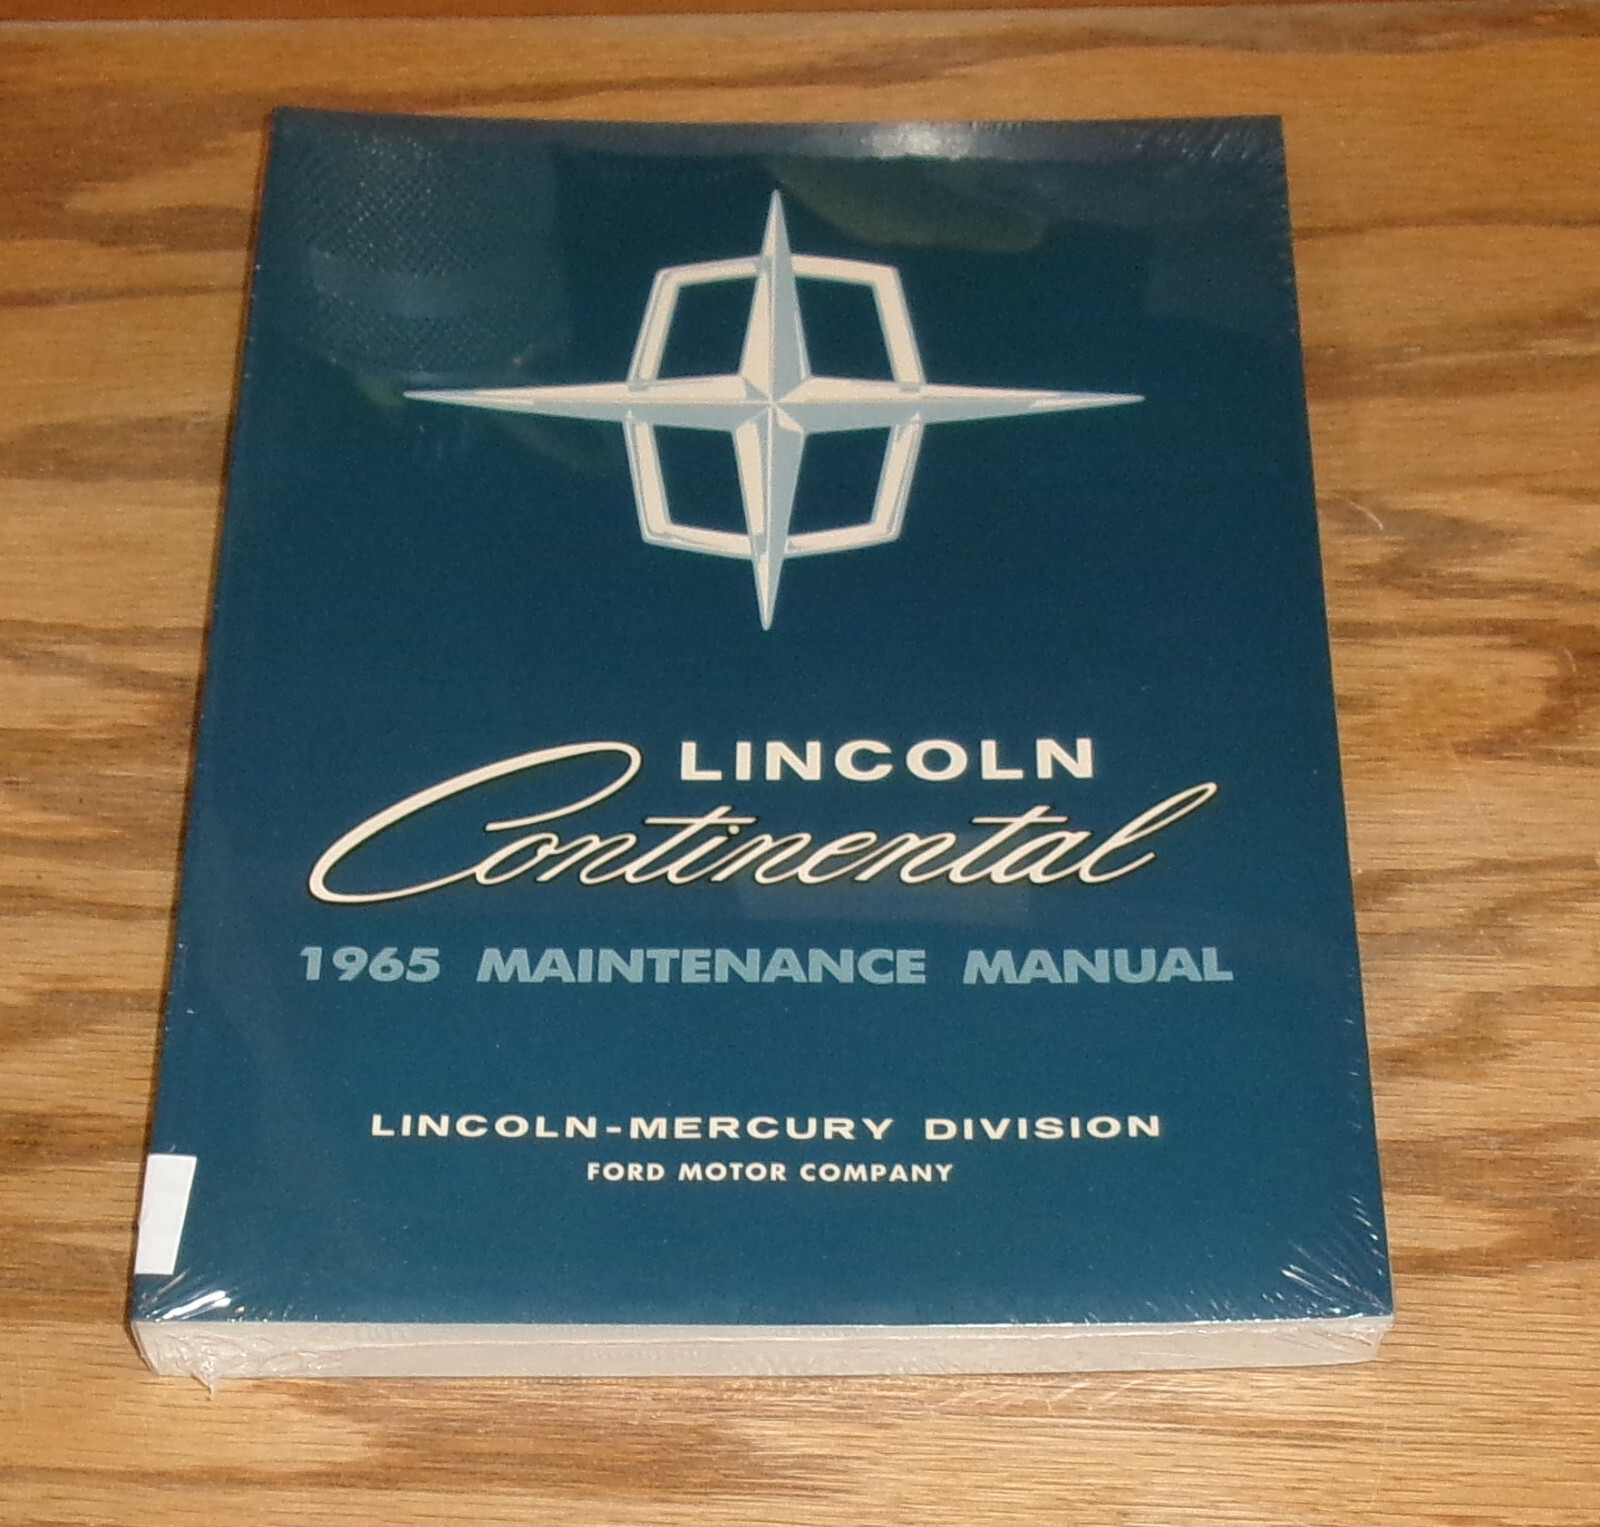 LINCOLN
Continental
1965 MAINTENANCE MANUAL
LINCOLN-MERCURY DIVISION
FORD MOTOR COMPANY